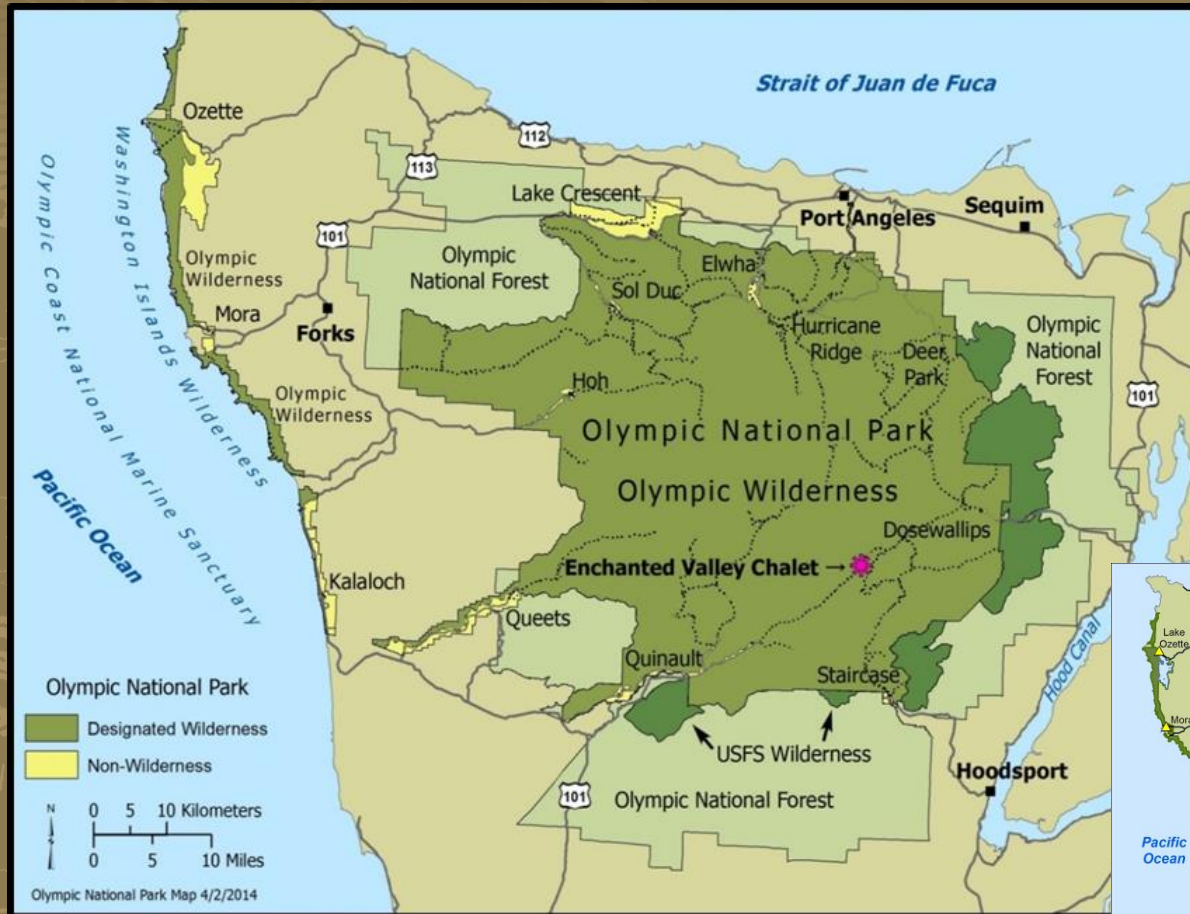 Strait of Juan de Fuca
Ozette
112
113
Lake Crescent
Port Angeles
Sequim
101
Olympic
Wilderness
Olympic
National Forest
Elwha
Sol Duc
Mora
Forks
Hurricane
Ridge
Deer
Park
Olympic
National
Forest
101
Washington Islands Wilderness
Olympic Coast National Marine Sanctuary
Pacific Ocean
Olympic
Wilderness
Hoh
Olympic National Park
Olympic Wilderness
Dosewallips
Enchanted Valley Chalet →
Kalaloch
Queets
Quinault
Staircase
Hood Canal
USFS Wilderness
Hoodsport
101
Olympic National Forest
Olympic National Park
Designated Wilderness
Non-Wilderness
N
0 5 10 Kilometers
0 5 10 Miles
Olympic National Park Map 4/2/2014
Lake
Ozette
Mora
Pacific
Ocean